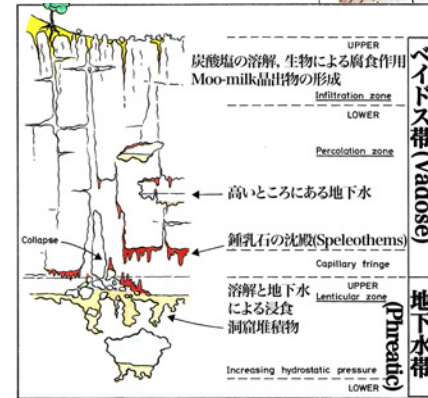 UPPER
炭酸塩の溶解, 生物による腐食作用
Moo-milk晶出物の形成
Infiltration zone
LOWER
Percolation zone
高いところにある地下水
Collapse
鍾乳石の沈殿(Speleothems)
Capillary fringe
溶解と地下水
による浸食
UPPER
Lenticular zone
洞窟堆積物
Increasing hydrostatic pressure
LOWER
ベイドス帯(Vadose)
地下水帯
(Phreatic)